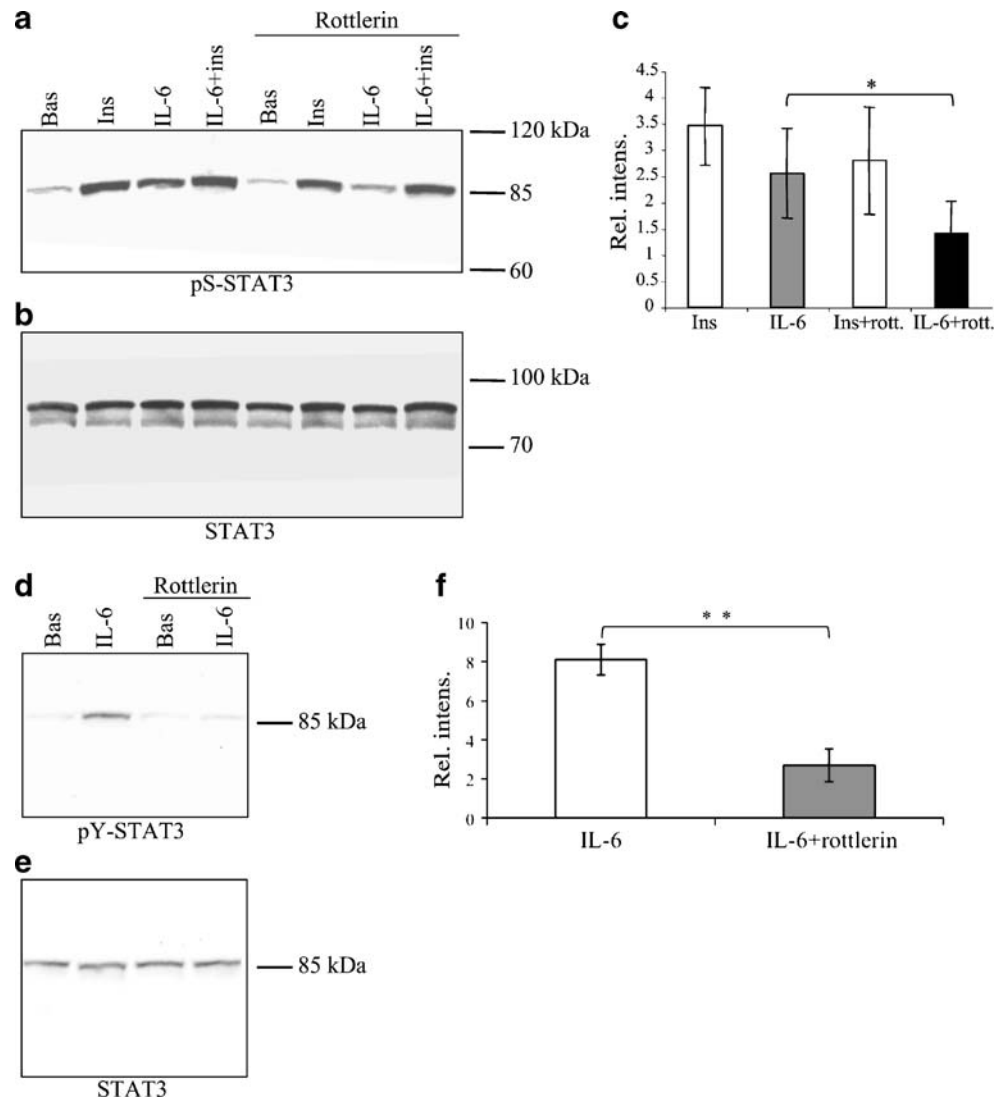 a
Rottlerin
Bas Ins IL-6 IL-6+ins Bas Ins IL-6 IL-6+ins
120 kDa
85
60
pS-STAT3
b
100 kDa
70
STAT3
c
Rel. intens.
4.5
4
3.5
3
2.5
2
1.5
1
0.5
0
*
Ins IL-6 Ins+rott. IL-6+rott.
d
Rottlerin
Bas IL-6 Bas IL-6
85 kDa
pY-STAT3
e
85 kDa
STAT3
f
Rel. intens.
10
8
6
4
2
0
* *
IL-6 IL-6+rottlerin